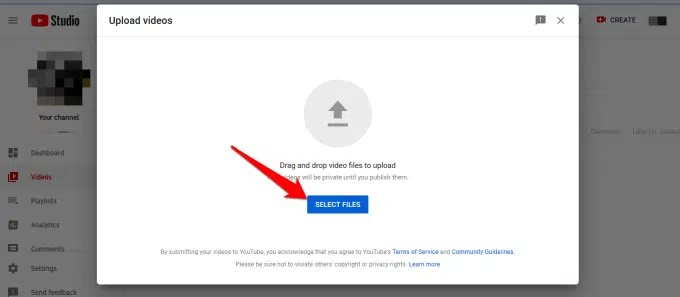 Studio
Upload videos
CREATE
Your channel
Dashboard
Videos
Playlists
Analytics
Comments
Settings
Send feedback
Drag and drop video files to upload
videos will be private until you publish them.
SELECT FILES
By submitting your videos to YouTube, you acknowledge that you agree to YouTube's Terms of Service and Community Guidelines.
Please be sure not to violate others' copyright or privacy rights. Learn more
Comments